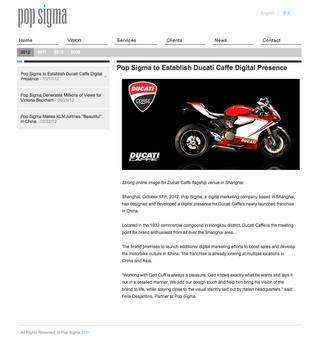 pop sigma
English | 中文
Home Vision Services Clients News Contact
2012 2011 2010 2009
Pop Sigma to Establish Ducati Caffe Digital
Presence - 10/17/12
Pop Sigma Generates Millions of Views for
Victoria Beckham - 09/25/12
Pop Sigma Makes KLM Airlines "Beautiful"
in China - 03/22/12
Pop Sigma to Establish Ducati Caffe Digital Presence
DUCATI
CORSE
DUCATI
CAFFÈ
Strong online image for Ducati Caffe flagship venue in Shanghai
Shanghai, October 17th, 2012. Pop Sigma, a digital marketing company based in Shanghai,
has designed and developed a digital presence for Ducati Caffe's newly launched franchise
in China.
Located in the 1933 commercial compound in Hongkou district, Ducati Caffe is the meeting
point for brand enthusiasts from all over the Shanghai area.
The brand promises to launch additional digital marketing efforts to boost sales and develop
the motorbike culture in China. The franchise is already looking at multiple locations in
China and Asia.
"Working with Ged Cuff is always a pleasure, Ged knows exactly what he wants and lays it
out in a detailed manner. We add our design touch and help him bring his vision of the
brand to life, while staying close to the visual identity laid out by Italian headquarters," said
Felix Desjardins, Partner at Pop Sigma.
All Rights Reserved. © Pop Sigma 2011